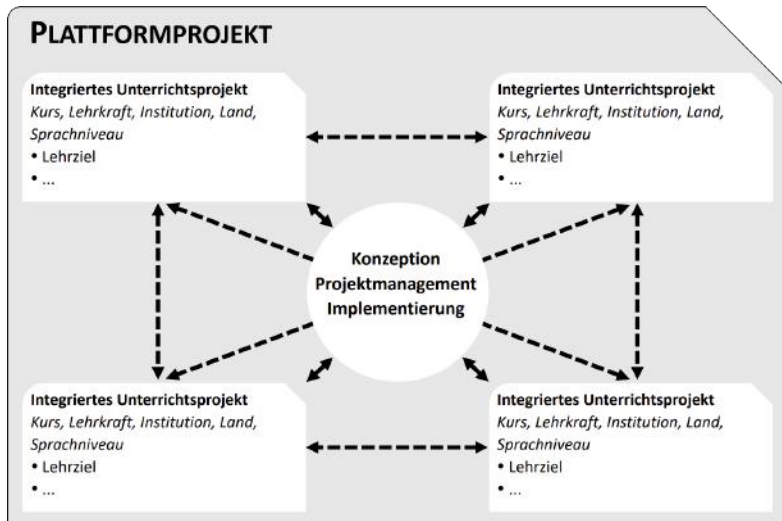 PLATTFORMPROJEKT
Integriertes Unterrichtsprojekt
Kurs, Lehrkraft, Institution, Land,
Sprachniveau
• Lehrziel
• ...
Integriertes Unterrichtsprojekt
Kurs, Lehrkraft, Institution, Land,
Sprachniveau
• Lehrziel
• ...
Konzeption
Projektmanagement
Implementierung
Integriertes Unterrichtsprojekt
Kurs, Lehrkraft, Institution, Land,
Sprachniveau
• Lehrziel
• ...
Integriertes Unterrichtsprojekt
Kurs, Lehrkraft, Institution, Land,
Sprachniveau
• Lehrziel
• ...